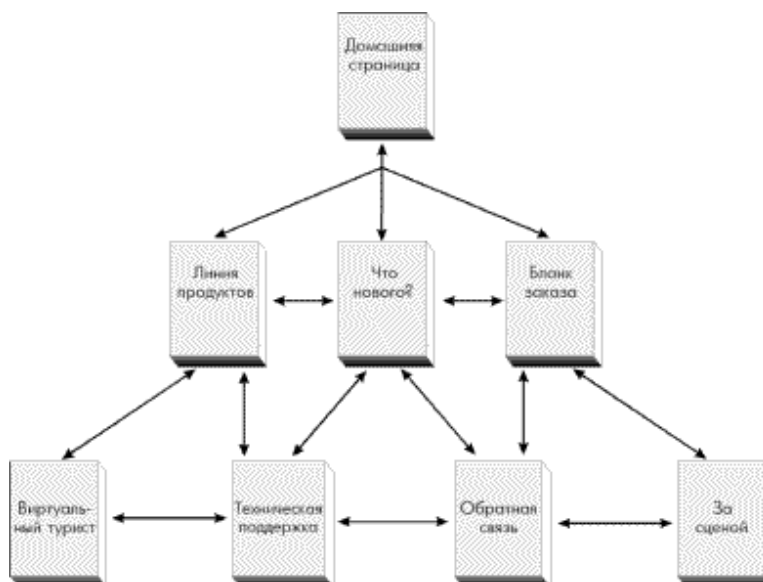 Домашняя
страница
Линия
продуктов
Что
нового?
Бланк
заказа
Виртуаль-
ный турист
Техническая
поддержка
Обратная
связь
За
сценой